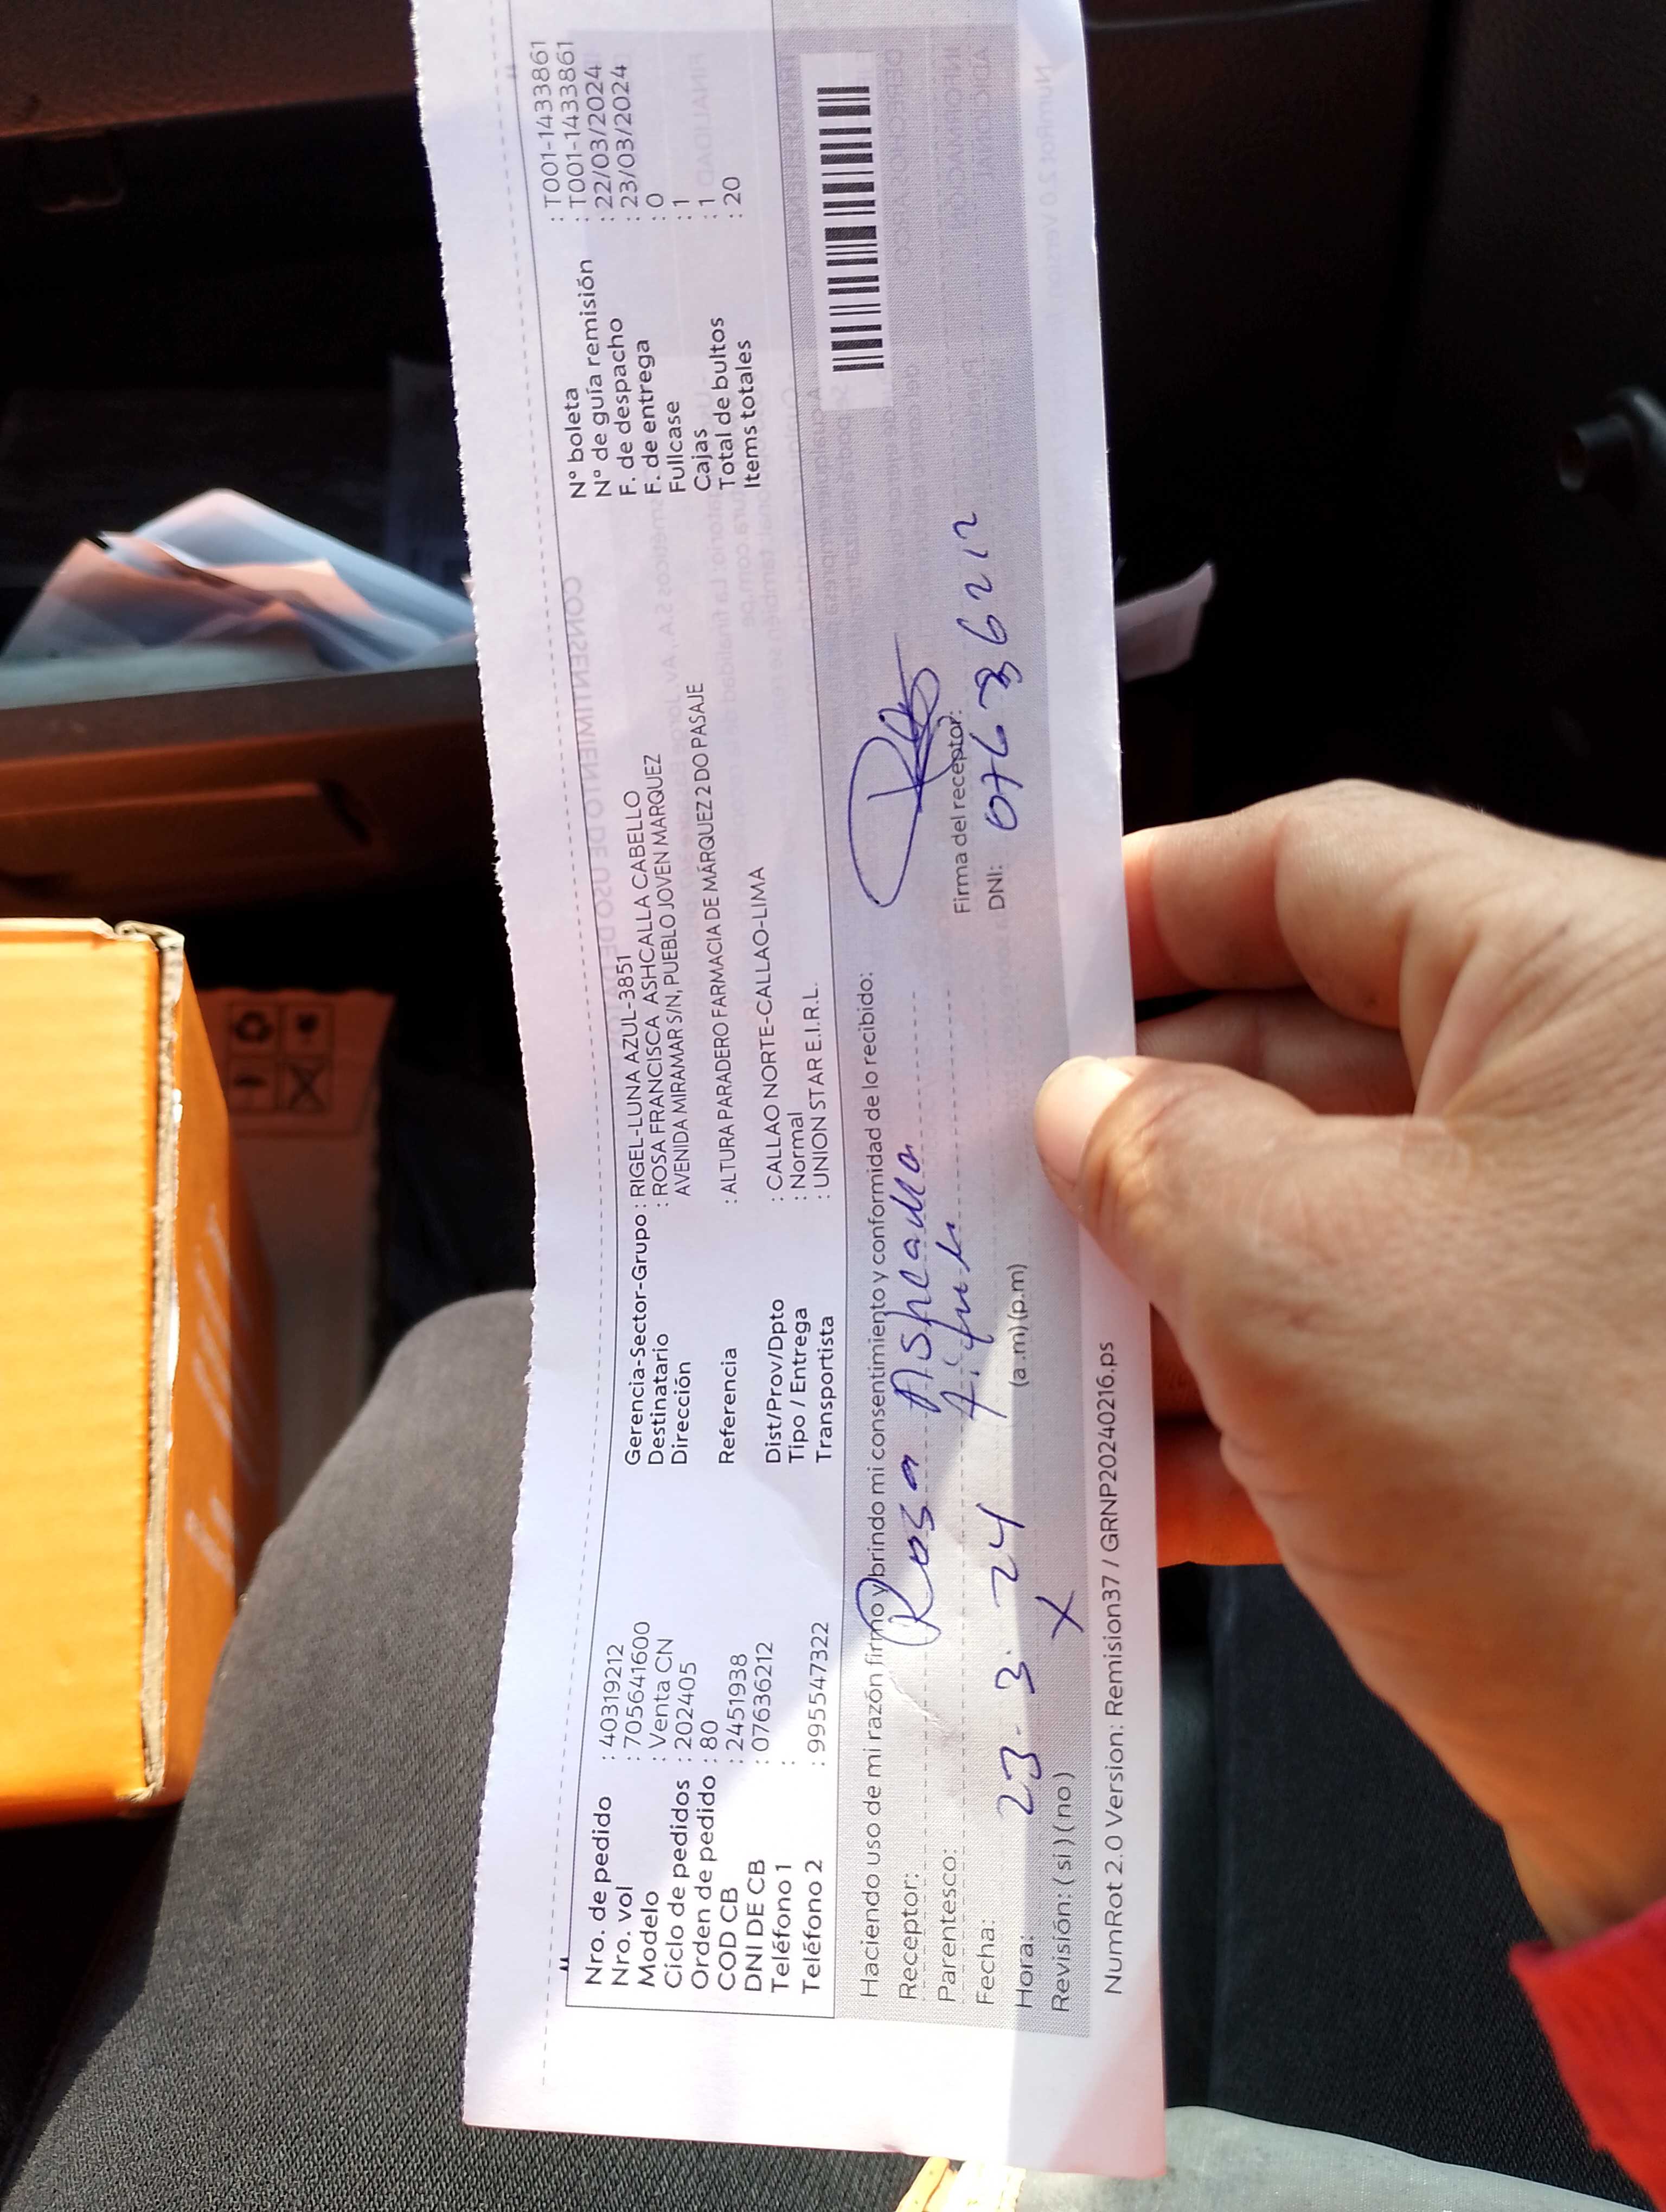 Nro. de pedido : 40319212
Nro. vol : 705641600
Modelo : Venta CN
Ciclo de pedidos : 202405
Orden de pedido : 80
COD CB : 2451938
DNI DE CB : 07636212
Teléfono 1 :
Teléfono 2 : 995547322
Gerencia-Sector-Grupo : RIGEL-LUNA AZUL-3851
Destinatario : ROSA FRANCISCA ASHCALLA CABELLO
Dirección AVENIDA MIRAMAR S/N, PUEBLO JOVEN MARQUEZ
Referencia : ALTURA PARADERO FARMACIA DE MÁRQUEZ 2 DO PASAJE
Dist/Prov/Dpto : CALLAO NORTE-CALLAO-LIMA
Tipo / Entrega : Normal
Transportista : UNION STAR E.I.R.L.
N° boleta : T001-1433861
N° de guía remisión : T001-1433861
F. de despacho : 22/03/2024
F. de entrega : 23/03/2024
Fullcase : 0
Cajas : 1
Total de bultos : 1
Items totales : 20
Haciendo uso de mi razón firmo y brindo mi consentimiento y conformidad de lo recibido:
Receptor: Rosa Ashcalla
Parentesco:
Fecha: 23-3-24
Hora: (a.m) (p.m)
Revisión: ( si ) ( no ) X
Firma del receptor:
DNI: 07636212
NumRot 2.0 Version: Remision37 / GRNP20240216.ps